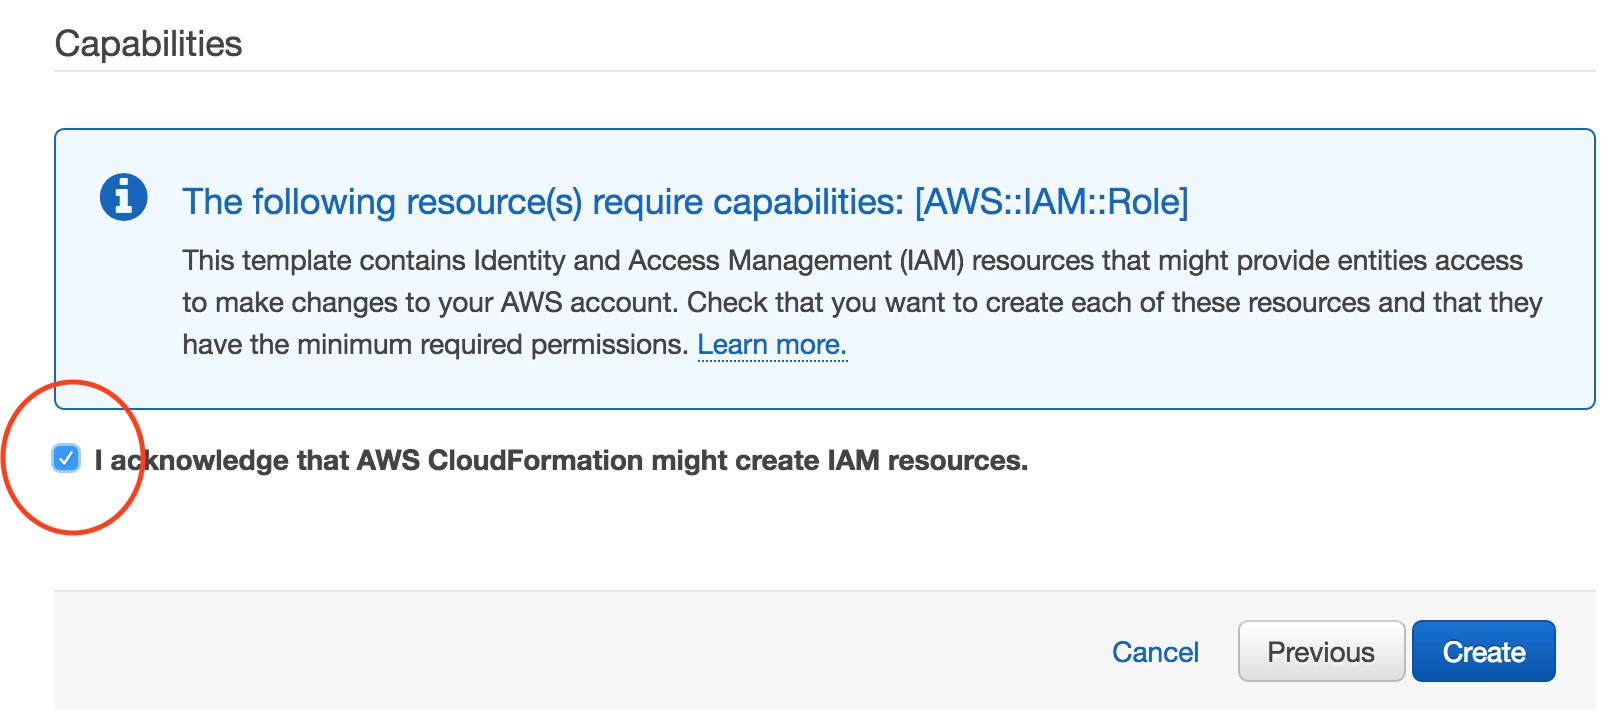 Capabilities
The following resource(s) require capabilities: [AWS::IAM::Role]
This template contains Identity and Access Management (IAM) resources that might provide entities access
to make changes to your AWS account. Check that you want to create each of these resources and that they
have the minimum required permissions. Learn more.
I acknowledge that AWS CloudFormation might create IAM resources.
Cancel Previous Create